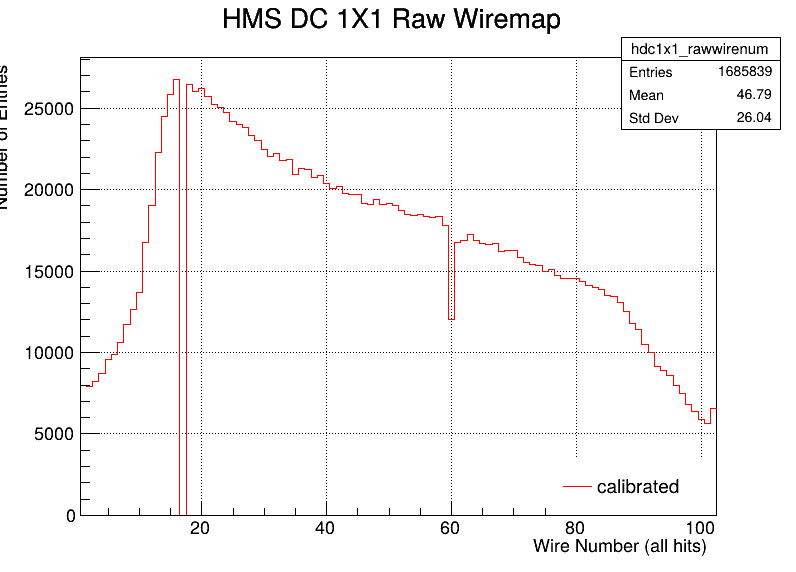 HMS DC 1X1 Raw Wiremap
hdc1x1_rawwirenum
Entries 1685839
Mean 46.79
Std Dev 26.04
Number of Entries
25000
20000
15000
10000
5000
0
calibrated
20 40 60 80 100
Wire Number (all hits)